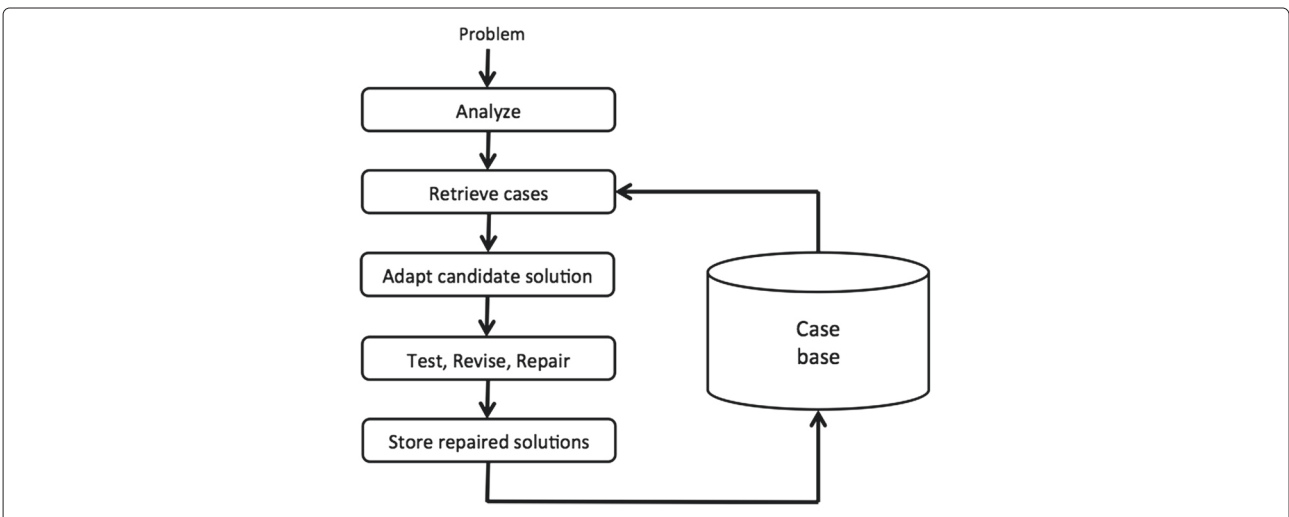 Problem
Analyze
Retrieve cases
Adapt candidate solution
Test, Revise, Repair
Store repaired solutions
Case
base